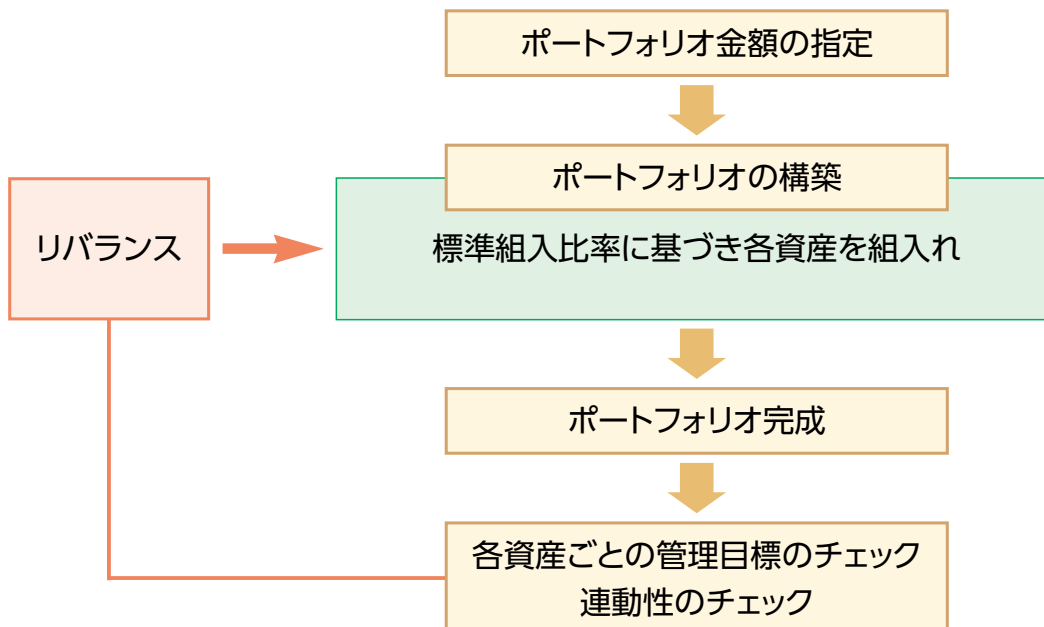 ポートフォリオ金額の指定
ポートフォリオの構築
リバランス
標準組入比率に基づき各資産を組入れ
ポートフォリオ完成
各資産ごとの管理目標のチェック
連動性のチェック